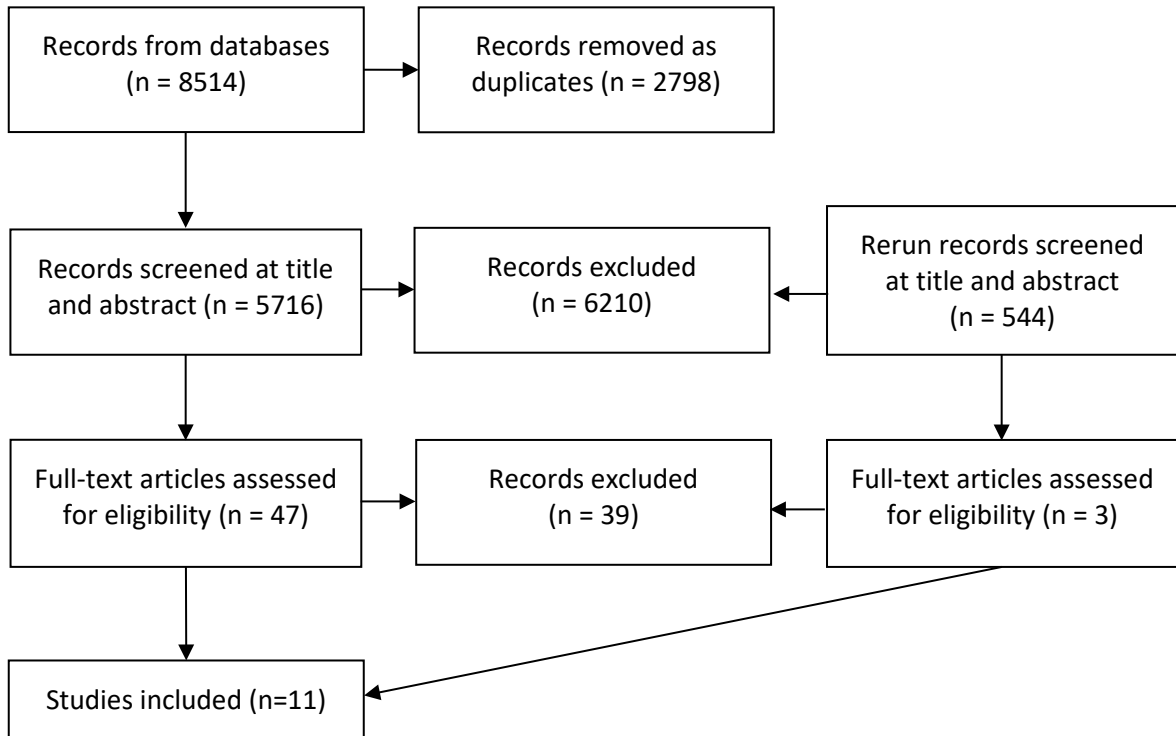 Records from databases
(n = 8514)
Records removed as
duplicates (n = 2798)
Records screened at title
and abstract (n = 5716)
Records excluded
(n = 6210)
Rerun records screened
at title and abstract
(n = 544)
Full-text articles assessed
for eligibility (n = 47)
Records excluded
(n = 39)
Full-text articles assessed
for eligibility (n = 3)
Studies included (n=11)